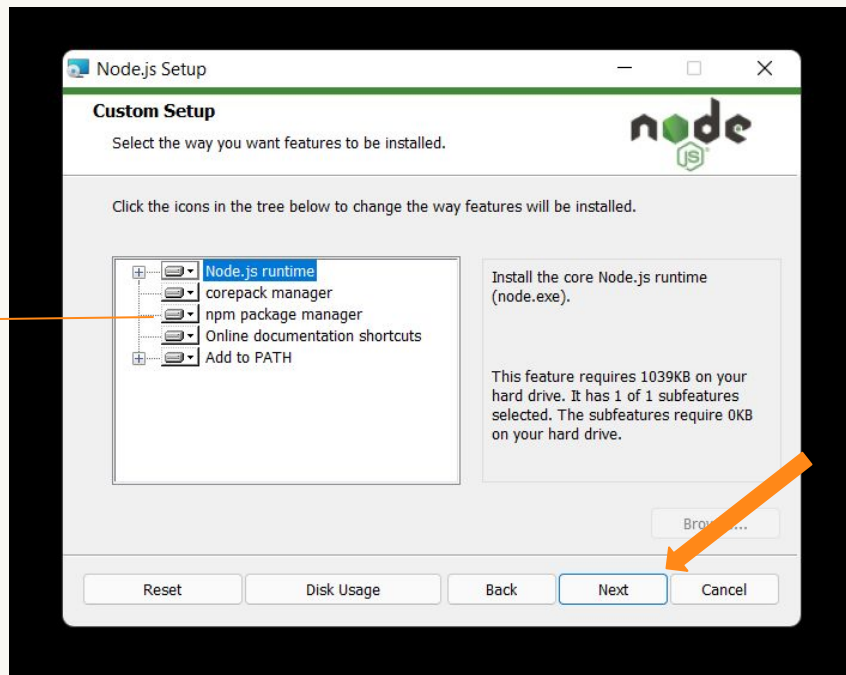 Node.js Setup
Custom Setup
Select the way you want features to be installed.
node
JS
Click the icons in the tree below to change the way features will be installed.
Node.js runtime
corepack manager
npm package manager
Online documentation shortcuts
Add to PATH
Install the core Node.js runtime
(node.exe).
This feature requires 1039KB on your
hard drive. It has 1 of 1 subfeatures
selected. The subfeatures require 0KB
on your hard drive.
Reset
Disk Usage
Back
Next
Cancel